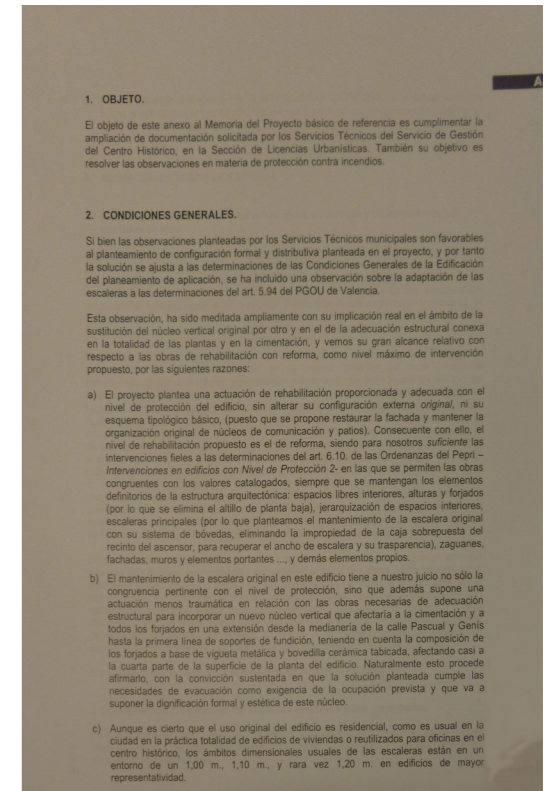 A
1. OBJETO.
El objeto de este anexo al Memoria del Proyecto básico de referencia es cumplimentar la
ampliación de documentación solicitada por los Servicios Técnicos del Servicio de Gestión
del Centro Histórico, en la Sección de Licencias Urbanísticas. También su objetivo es
resolver las observaciones en materia de protección contra incendios.
2. CONDICIONES GENERALES.
Si bien las observaciones planteadas por los Servicios Técnicos municipales son favorables
al planteamiento de configuración formal y distributiva planteada en el proyecto, y por tanto
la solución se ajusta a las determinaciones de las Condiciones Generales de la Edificación
del planeamiento de aplicación, se ha incluido una observación sobre la adaptación de las
escaleras a las determinaciones del art. 5.94 del PGOU de Valencia.
Esta observación, ha sido meditada ampliamente con su implicación real en el ámbito de la
sustitución del núcleo vertical original por otro y en el de la adecuación estructural conexa
en la totalidad de las plantas y en la cimentación, y vemos su gran alcance relativo con
respecto a las obras de rehabilitación con reforma, como nivel máximo de intervención
propuesto, por las siguientes razones:
a) El proyecto plantea una actuación de rehabilitación proporcionada y adecuada con el
nivel de protección del edificio, sin alterar su configuración externa original, ni su
esquema tipológico básico, (puesto que se propone restaurar la fachada y mantener la
organización original de núcleos de comunicación y patios). Consecuente con ello, el
nivel de rehabilitación propuesto es el de reforma, siendo para nosotros suficiente las
intervenciones fieles a las determinaciones del art. 6.10. de las Ordenanzas del Pepri –
Intervenciones en edificios con Nivel de Protección 2- en las que se permiten las obras
congruentes con los valores catalogados, siempre que se mantengan los elementos
definitorios de la estructura arquitectónica: espacios libres interiores, alturas y forjados
(por lo que se elimina el altillo de planta baja), jerarquización de espacios interiores,
escaleras principales (por lo que planteamos el mantenimiento de la escalera original
con su sistema de bóvedas, eliminando la impropiedad de la caja sobrepuesta del
recinto del ascensor, para recuperar el ancho de escalera y su trasparencia), zaguanes,
fachadas, muros y elementos portantes ..., y demás elementos propios.
b) El mantenimiento de la escalera original en este edificio tiene a nuestro juicio no sólo la
congruencia pertinente con el nivel de protección, sino que además supone una
actuación menos traumática en relación con las obras necesarias de adecuación
estructural para incorporar un nuevo núcleo vertical que afectaría a la cimentación y a
todos los forjados en una extensión desde la medianería de la calle Pascual y Genís
hasta la primera línea de soportes de fundición, teniendo en cuenta la composición de
los forjados a base de vigueta metálica y bovedilla cerámica tabicada, afectando casi a
la cuarta parte de la superficie de la planta del edificio. Naturalmente esto procede
afirmarlo, con la convicción sustentada en que la solución planteada cumple las
necesidades de evacuación como exigencia de la ocupación prevista y que va a
suponer la dignificación formal y estética de este núcleo.
c) Aunque es cierto que el uso original del edificio es residencial, como es usual en la
ciudad en la práctica totalidad de edificios de viviendas o reutilizados para oficinas en el
centro histórico, los ámbitos dimensionales usuales de las escaleras están en un
entorno de un 1,00 m., 1,10 m., y rara vez 1,20 m. en edificios de mayor
representatividad.